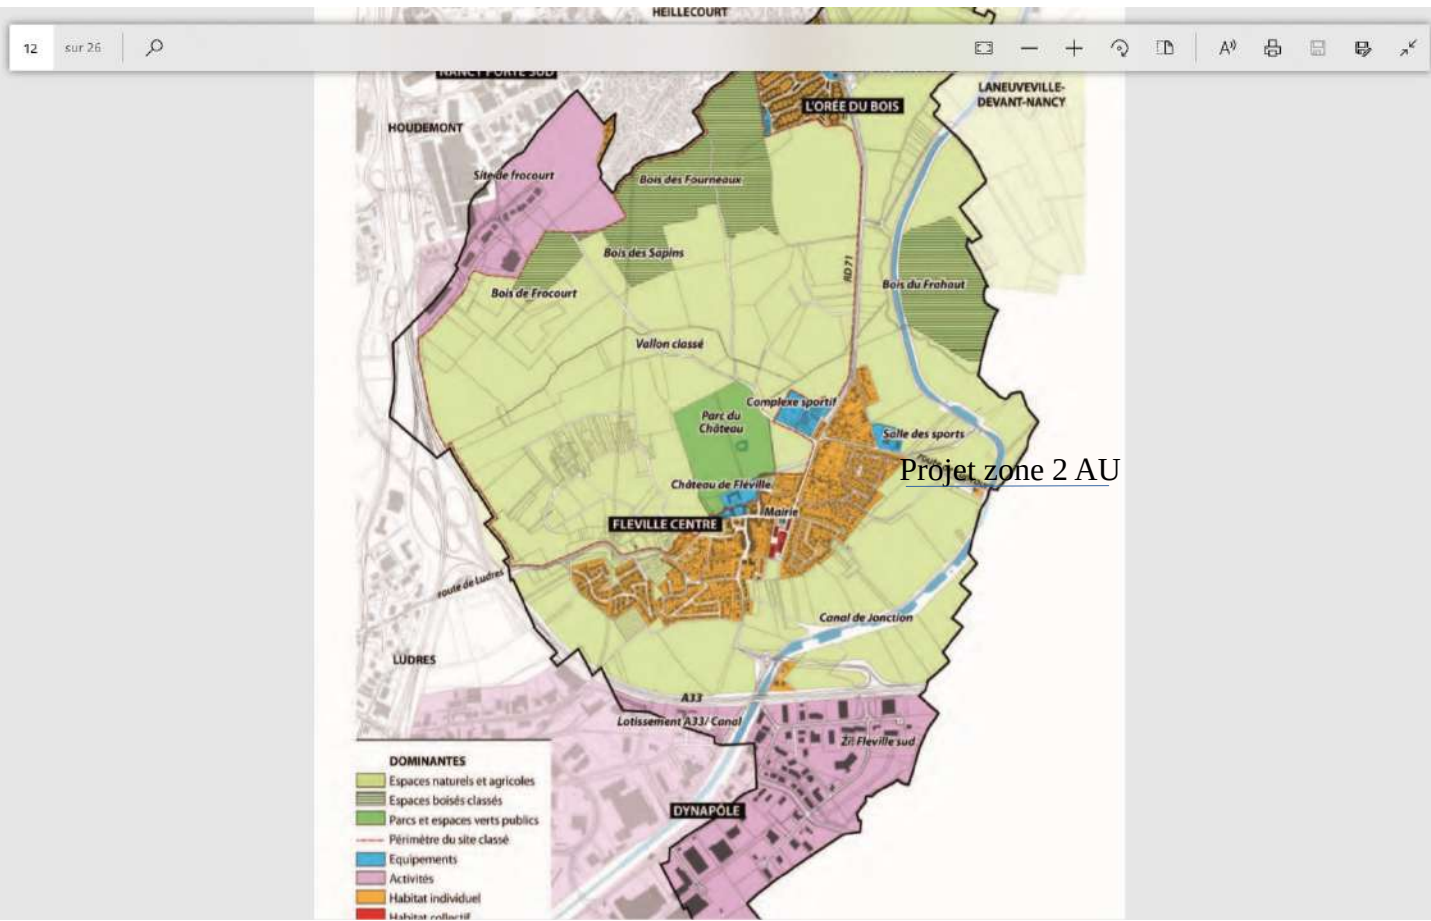 HEILLECOURT
12 sur 26
NANCY PORTE SUD
L'ORÉE DU BOIS
LANEUVEVILLE-
DEVANT-NANCY
HOUDEMONT
Site de frocourt
Bois des Fourneaux
Bois des Sapins
RD 71
Bois du Frahaut
Bois de Frocourt
Vallon classé
Complexe sportif
Parc du
Château
Salle des sports
Projet zone 2 AU
Château de Fléville
Mairie
FLEVILLE CENTRE
route de Ludres
Canal de Jonction
LUDRES
A33
Lotissement A33/ Canal
ZI Fleville sud
DYNAPÔLE
DOMINANTES
Espaces naturels et agricoles
Espaces boisés classés
Parcs et espaces verts publics
Périmètre du site classé
Equipements
Activités
Habitat individuel
Habitat collectif